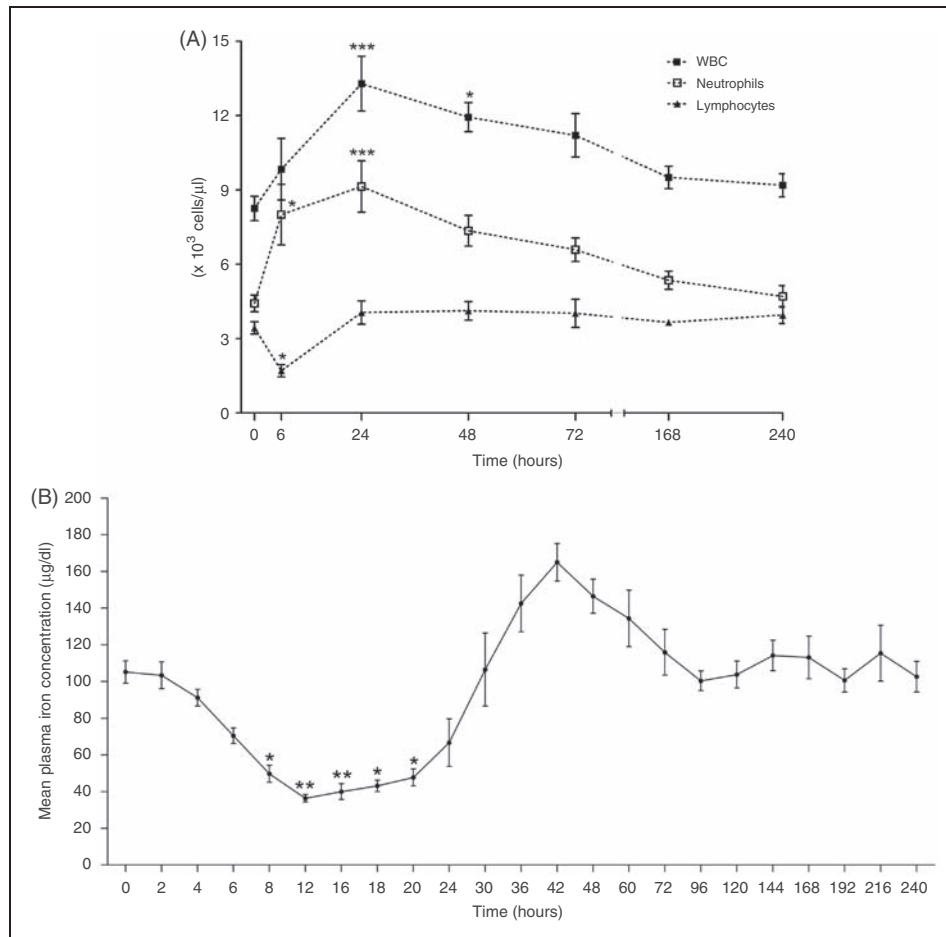 (A)
15
12
9
6
3
0
(x 10³ cells/µl)
***
*
***
*
*
WBC
Neutrophils
Lymphocytes
0 6 24 48 72 168 240
Time (hours)
(B)
200
180
160
140
120
100
80
60
40
20
0
Mean plasma iron concentration (µg/dl)
* ** ** * *
0 2 4 6 8 12 16 18 20 24 30 36 42 48 60 72 96 120 144 168 192 216 240
Time (hours)